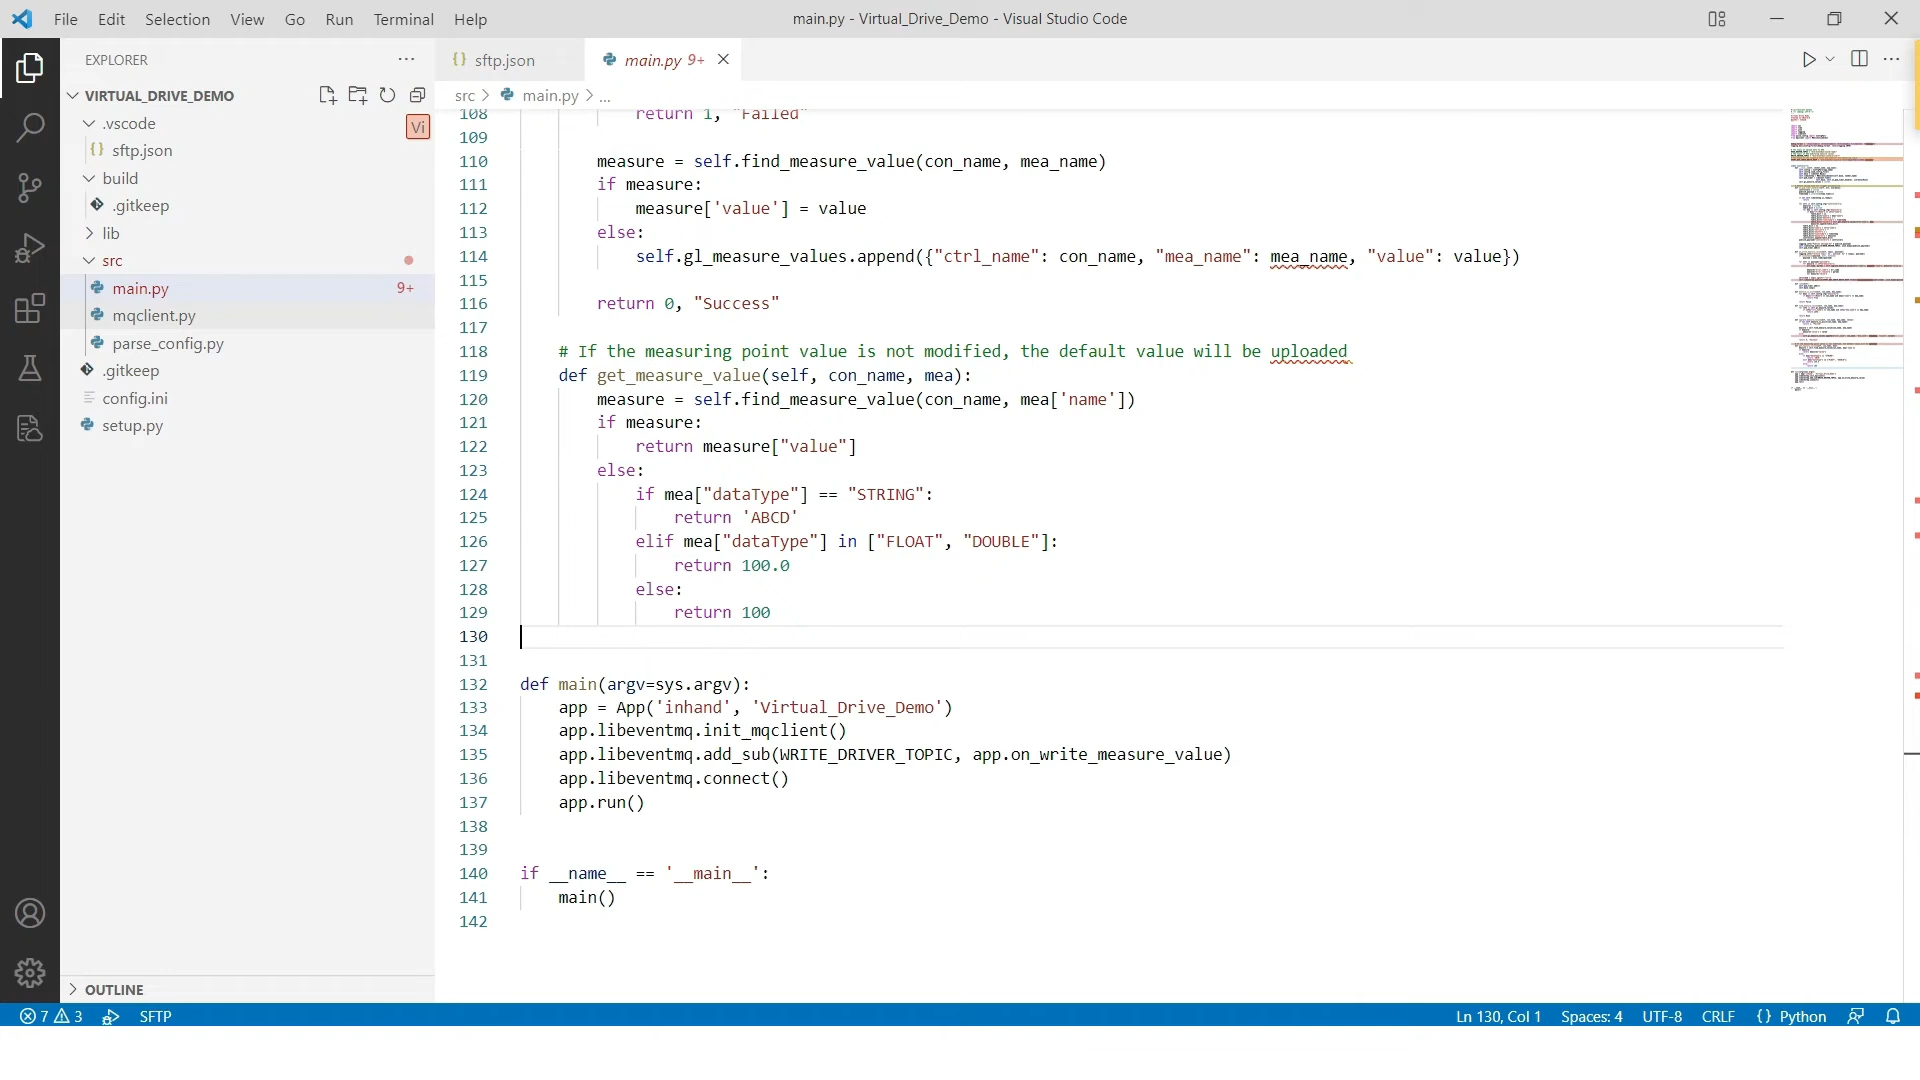 File Edit Selection View Go Run Terminal Help
main.py - Virtual_Drive_Demo - Visual Studio Code
EXPLORER
sftp.json
main.py 9+
VIRTUAL_DRIVE_DEMO
src
main.py
...
.vscode
Vi
sftp.json
build
.gitkeep
lib
src
main.py 9+
mqclient.py
parse_config.py
.gitkeep
config.ini
setup.py
OUTLINE
108 return 1, "Failed"
109
110 measure = self.find_measure_value(con_name, mea_name)
111 if measure:
112 measure['value'] = value
113 else:
114 self.gl_measure_values.append({"ctrl_name": con_name, "mea_name": mea_name, "value": value})
115
116 return 0, "Success"
117
118 # If the measuring point value is not modified, the default value will be uploaded
119 def get_measure_value(self, con_name, mea):
120 measure = self.find_measure_value(con_name, mea['name'])
121 if measure:
122 return measure["value"]
123 else:
124 if mea["dataType"] == "STRING":
125 return 'ABCD'
126 elif mea["dataType"] in ["FLOAT", "DOUBLE"]:
127 return 100.0
128 else:
129 return 100
130
131
132 def main(argv=sys.argv):
133 app = App('inhand', 'Virtual_Drive_Demo')
134 app.libeventmq.init_mqclient()
135 app.libeventmq.add_sub(WRITE_DRIVER_TOPIC, app.on_write_measure_value)
136 app.libeventmq.connect()
137 app.run()
138
139
140 if __name__ == '__main__':
141 main()
142
7 3 SFTP
Ln 130, Col 1 Spaces: 4 UTF-8 CRLF {} Python